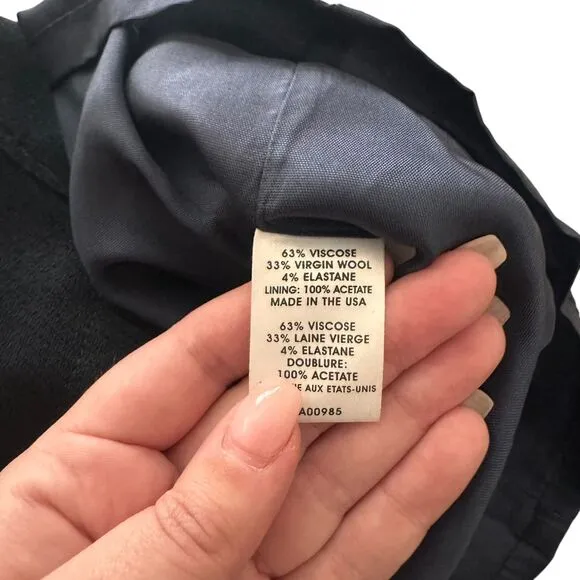 63% VISCOSE
33% VIRGIN WOOL
4% ELASTANE
LINING: 100% ACETATE
MADE IN THE USA
63% VISCOSE
33% LAINE VIERGE
4% ELASTANE
DOUBLURE:
100% ACETATE
AUX ETATS-UNIS
A00985